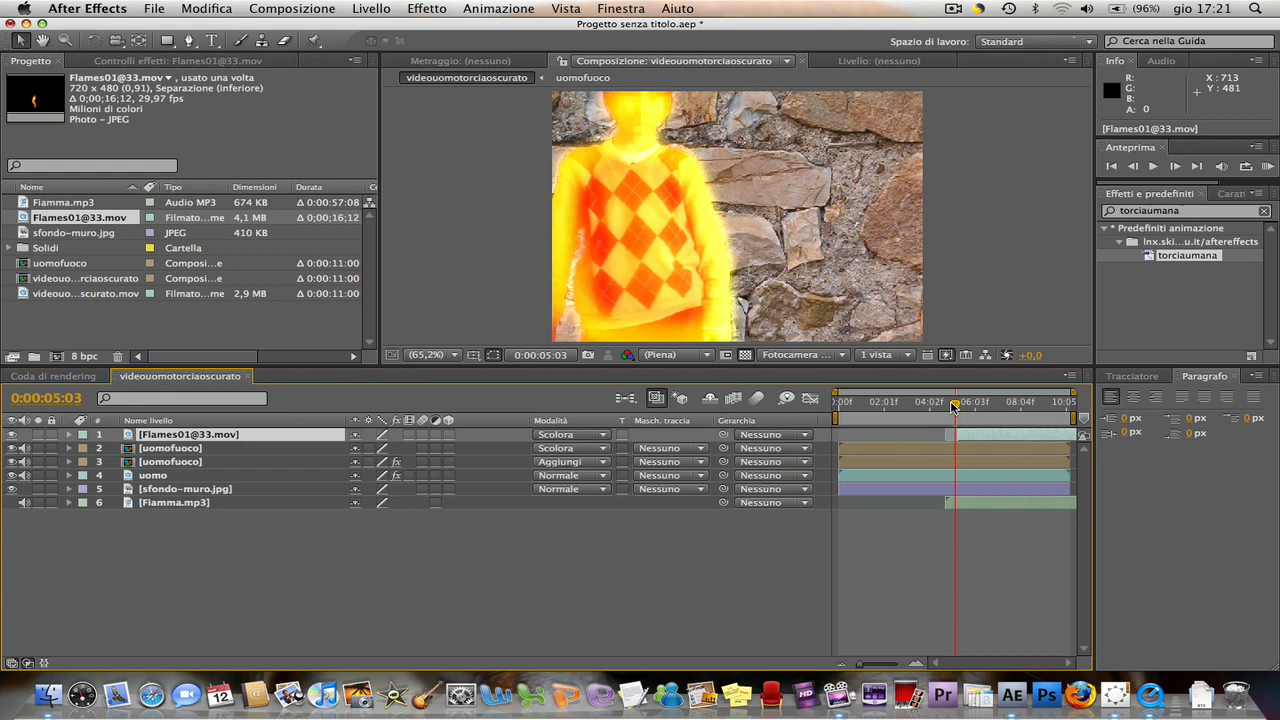 After Effects File Modifica Composizione Livello Effetto Animazione Vista Finestra Aiuto (96%) gio 17:21
Progetto senza titolo.aep *
Spazio di lavoro: Standard Cerca nella Guida
Progetto × Controlli effetti: Flames01@33.mov
Metraggio: (nessuno) Composizione: videouomotorciaoscurato Livello: (nessuno)
Info × Audio
Flames01@33.mov ▼ , usato una volta
720 x 480 (0,91), Separazione (inferiore)
Δ 0;00;16;12, 29,97 fps
Milioni di colori
Photo - JPEG
videouomotorciaoscurato uomofuoco
R:
G:
B:
A: 0
X : 713
Y : 481
[Flames01@33.mov]
Anteprima ×
Effetti e predefiniti × Carati
torciaumana
* Predefiniti animazione
lnx.ski...u.it/aftereffects
torciaumana
Nome Tipo Dimensioni Durata Co
Fiamma.mp3 Audio MP3 674 KB Δ 0:00:57:08
Flames01@33.mov Filmato...me 4,1 MB Δ 0;00;16;12
sfondo-muro.jpg JPEG 410 KB
Solidi Cartella
uomofuoco Composi...e Δ 0:00:11:00
videouo...rciaoscurato Composi...e Δ 0:00:11:00
videouo...scurato.mov Filmato...me 2,9 MB Δ 0:00:11:00
8 bpc
(65,2%) 0:00:05:03 (Piena) Fotocamera ... 1 vista +0,0
Coda di rendering videouomotorciaoscurato ×
Tracciatore Paragrafo ×
0:00:05:03
0:00f 02:01f 04:02f 06:03f 08:04f 10:05
# Nome livello Modalità T Masch. traccia Gerarchia
1 [Flames01@33.mov] Scolora Nessuno
2 [uomofuoco] Scolora Nessuno Nessuno
3 [uomofuoco] fx Aggiungi Nessuno Nessuno
4 uomo fx Normale Nessuno Nessuno
5 [sfondo-muro.jpg] Normale Nessuno Nessuno
6 [Fiamma.mp3] Nessuno
0 px 0 px 0 px
0 px 0 px
12 HD Pr AE Ps